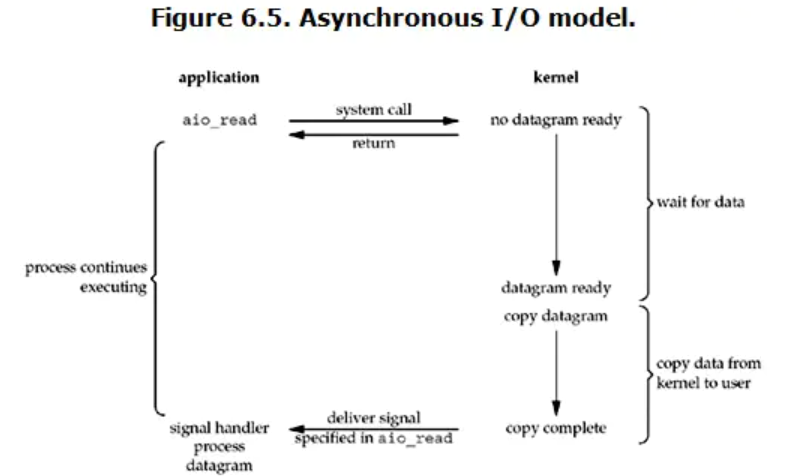 Figure 6.5. Asynchronous I/O model.
application
kernel
aio_read
system call
return
no datagram ready
wait for data
process continues
executing
datagram ready
copy datagram
copy data from
kernel to user
deliver signal
specified in aio_read
copy complete
signal handler
process
datagram